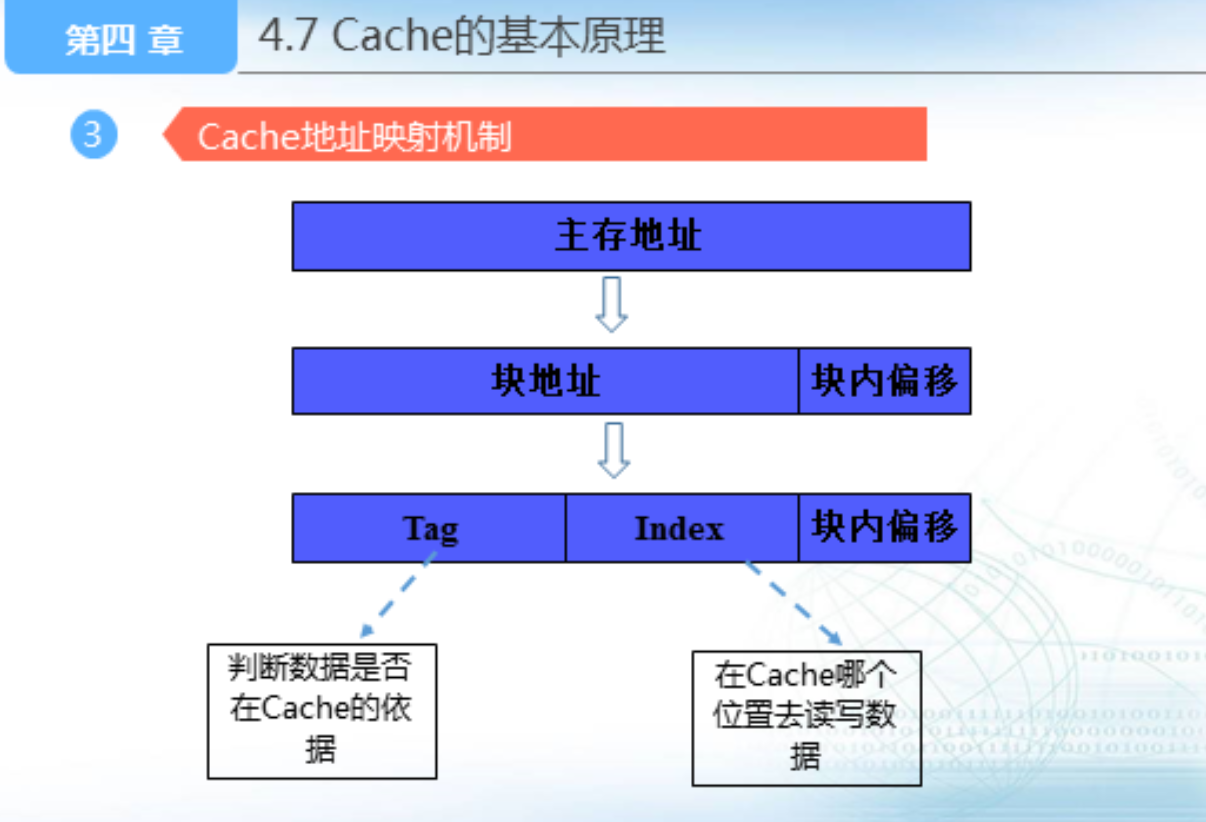 第四 章
4.7 Cache的基本原理
3
Cache地址映射机制
主存地址
块地址
块内偏移
Tag
Index
块内偏移
判断数据是否
在Cache的依
据
在Cache哪个
位置去读写数
据